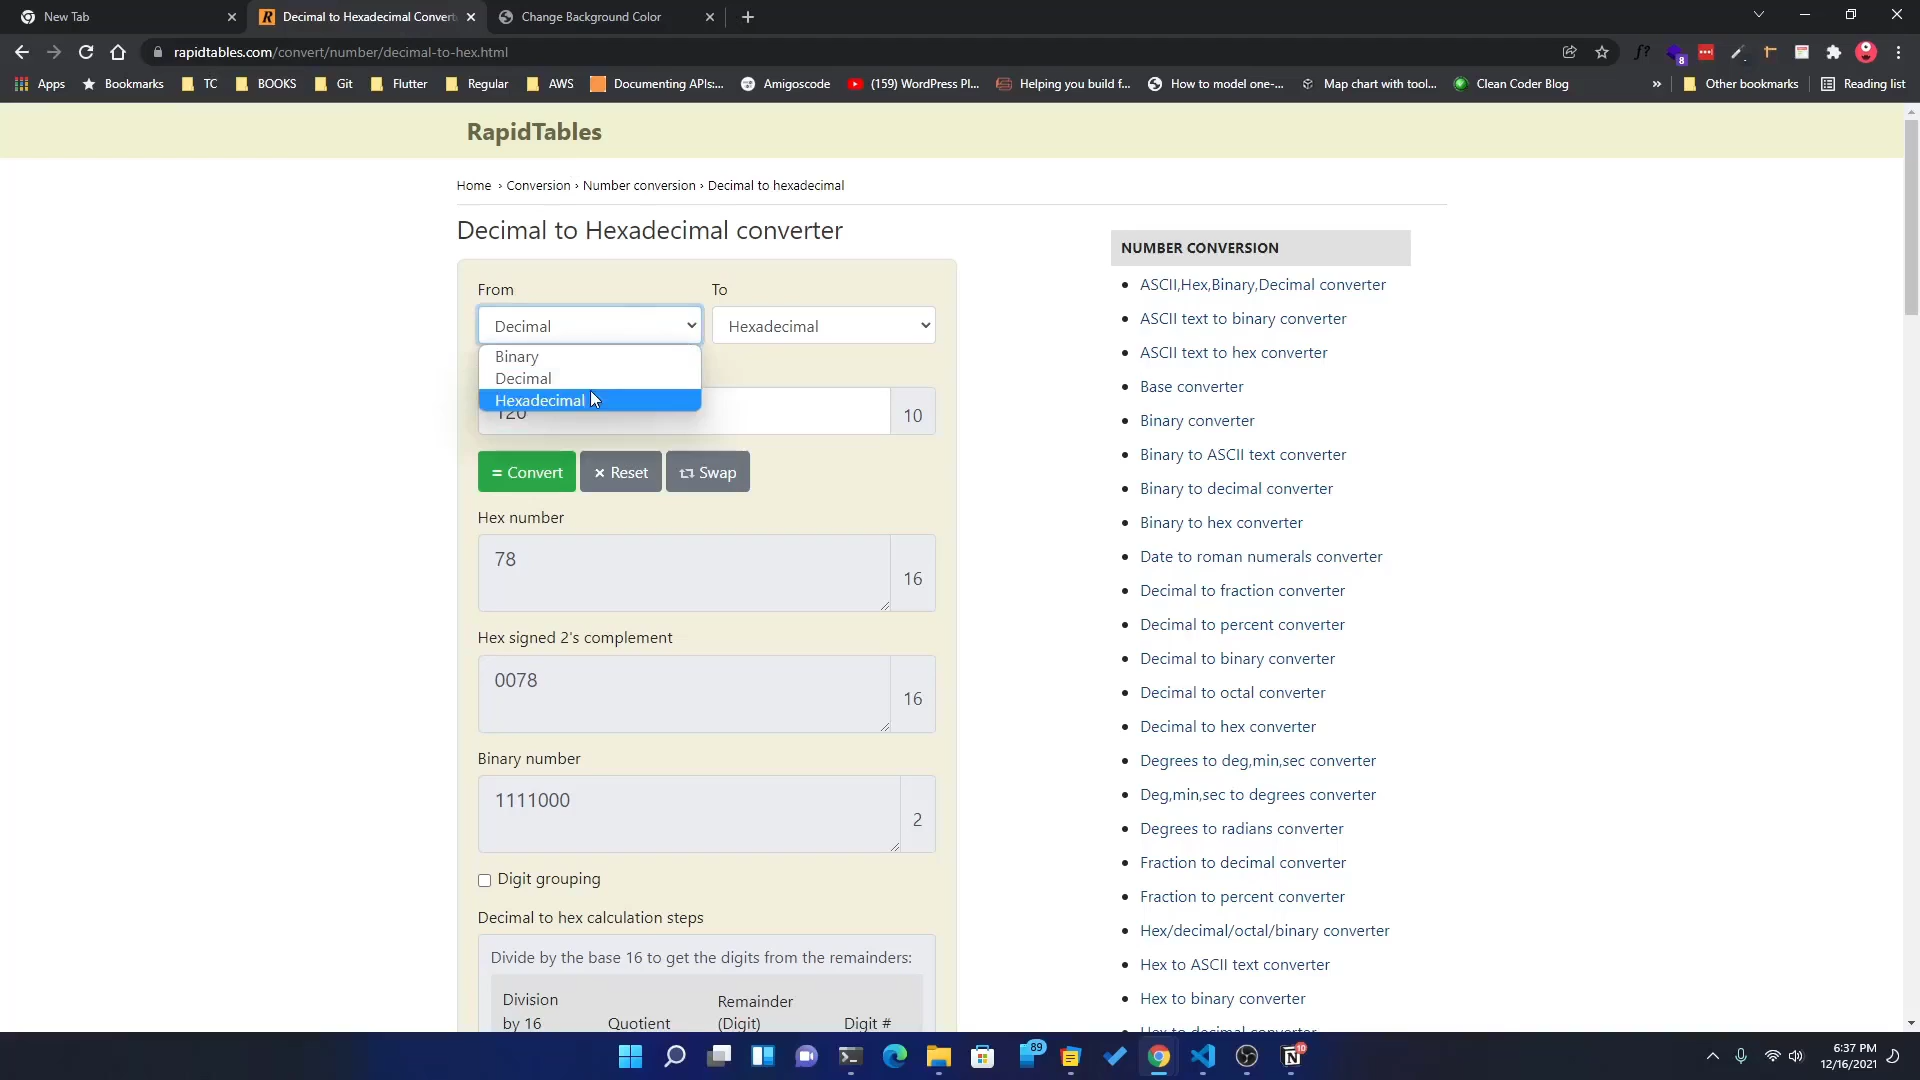 New Tab
Decimal to Hexadecimal Convert
Change Background Color
rapidtables.com/convert/number/decimal-to-hex.html
f?
8
Apps
Bookmarks
TC
BOOKS
Git
Flutter
Regular
AWS
Documenting APIs:...
Amigoscode
(159) WordPress Pl...
Helping you build f...
How to model one-...
Map chart with tool...
Clean Coder Blog
»
Other bookmarks
Reading list
RapidTables
Home › Conversion › Number conversion › Decimal to hexadecimal
Decimal to Hexadecimal converter
From
To
Decimal
Hexadecimal
Binary
Decimal
Hexadecimal
120
10
= Convert
× Reset
Swap
Hex number
78
16
Hex signed 2's complement
0078
16
Binary number
1111000
2
Digit grouping
Decimal to hex calculation steps
Divide by the base 16 to get the digits from the remainders:
Division
by 16
Quotient
Remainder
(Digit)
Digit #
NUMBER CONVERSION
ASCII,Hex,Binary,Decimal converter
ASCII text to binary converter
ASCII text to hex converter
Base converter
Binary converter
Binary to ASCII text converter
Binary to decimal converter
Binary to hex converter
Date to roman numerals converter
Decimal to fraction converter
Decimal to percent converter
Decimal to binary converter
Decimal to octal converter
Decimal to hex converter
Degrees to deg,min,sec converter
Deg,min,sec to degrees converter
Degrees to radians converter
Fraction to decimal converter
Fraction to percent converter
Hex/decimal/octal/binary converter
Hex to ASCII text converter
Hex to binary converter
Hex to decimal converter
89
10
6:37 PM
12/16/2021